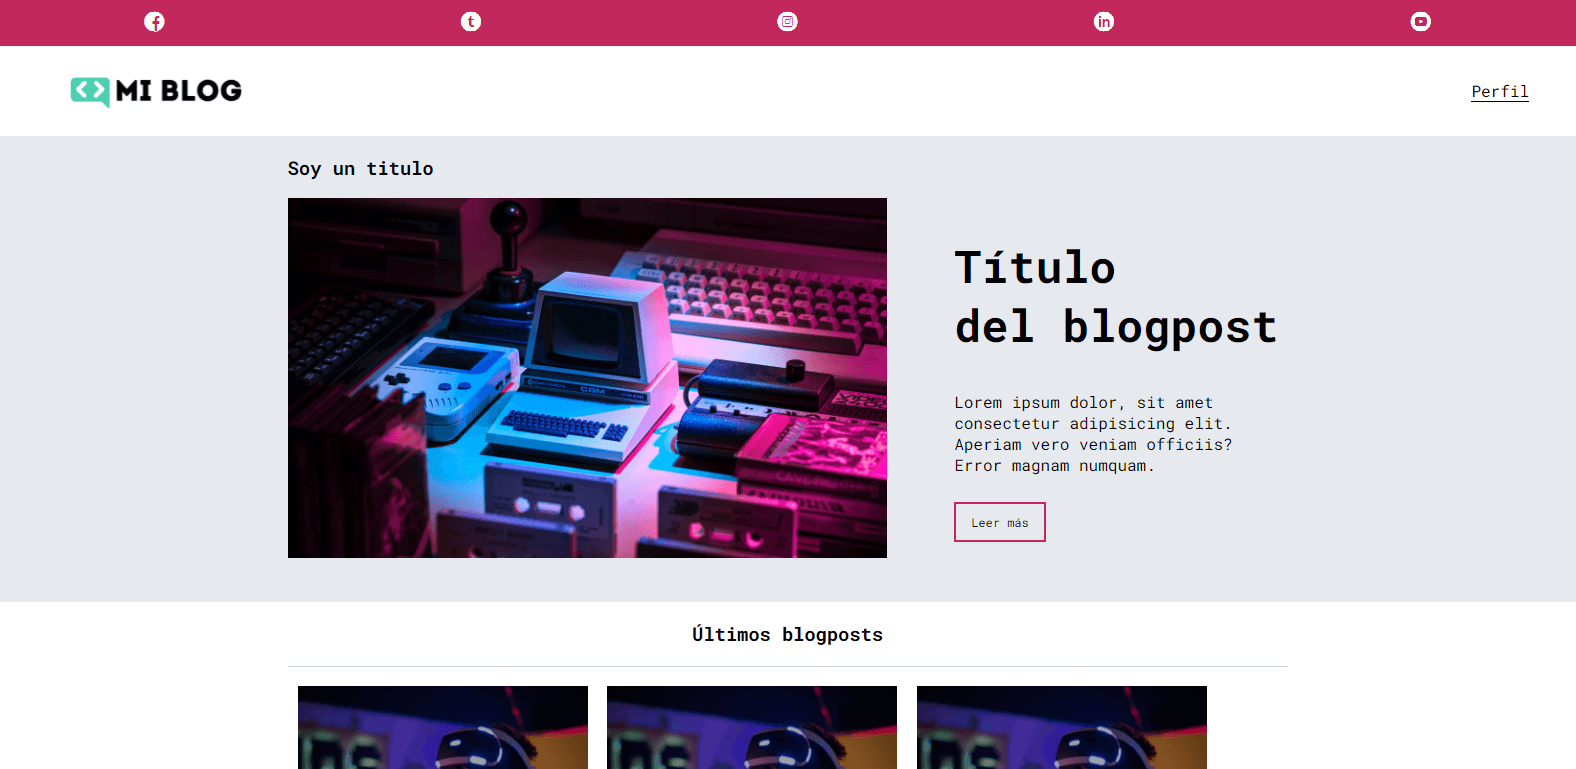 MI BLOG
Perfil
Soy un titulo
Título
del blogpost
Lorem ipsum dolor, sit amet
consectetur adipisicing elit.
Aperiam vero veniam officiis?
Error magnam numquam.
Leer más
Últimos blogposts